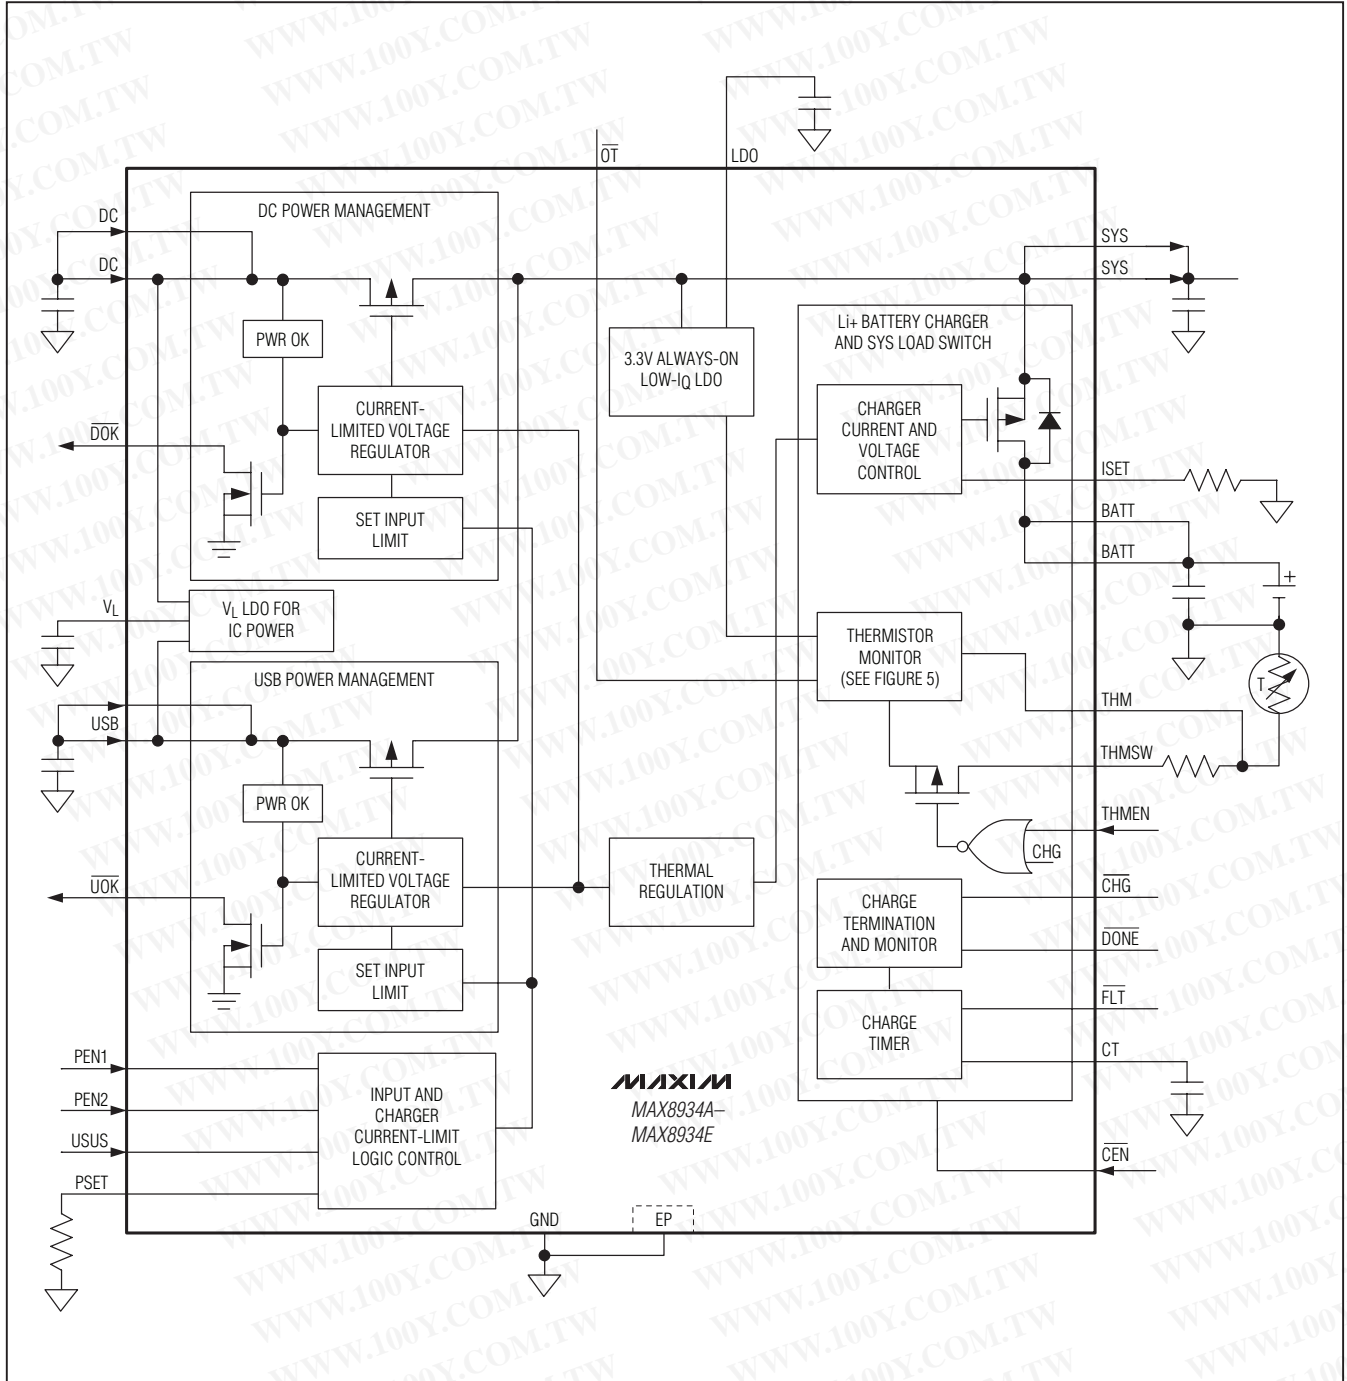 OT
LDO
DC POWER MANAGEMENT
DC
DC
SYS
SYS
PWR OK
3.3V ALWAYS-ON
LOW-IQ LDO
Li+ BATTERY CHARGER
AND SYS LOAD SWITCH
CURRENT-
LIMITED VOLTAGE
REGULATOR
CHARGER
CURRENT AND
VOLTAGE
CONTROL
DOK
ISET
SET INPUT
LIMIT
BATT
BATT
+
VL
VL LDO FOR
IC POWER
THERMISTOR
MONITOR
(SEE FIGURE 5)
T
USB POWER MANAGEMENT
USB
THM
THMSW
PWR OK
THMEN
CHG
CURRENT-
LIMITED VOLTAGE
REGULATOR
THERMAL
REGULATION
UOK
CHARGE
TERMINATION
AND MONITOR
CHG
DONE
SET INPUT
LIMIT
CHARGE
TIMER
FLT
CT
PEN1
PEN2
USUS
PSET
INPUT AND
CHARGER
CURRENT-LIMIT
LOGIC CONTROL
MAXIM
MAX8934A–
MAX8934E
CEN
GND
EP
WWW.100Y.COM.TW